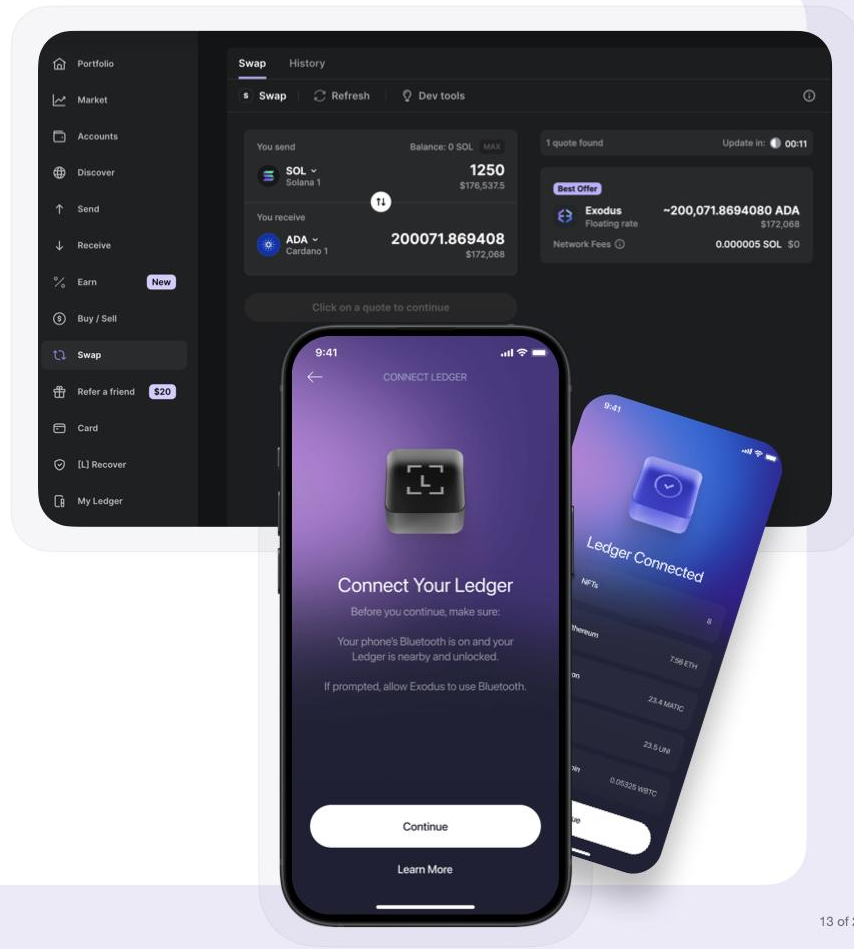 Portfolio
Market
Accounts
Discover
Send
Receive
Earn New
Buy / Sell
Swap
Refer a friend $20
Card
[L] Recover
My Ledger
Swap History
S Swap Refresh Dev tools
You send Balance: 0 SOL MAX
SOL 1250
Solana 1 $176,537.5
You receive
ADA 200071.869408
Cardano 1 $172,068
Click on a quote to continue
1 quote found Update in: 00:11
Best Offer
Exodus ~200,071.8694080 ADA
Floating rate $172,068
Network Fees 0.000005 SOL $0
9:41
CONNECT LEDGER
Connect Your Ledger
Before you continue, make sure:
Your phone's Bluetooth is on and your
Ledger is nearby and unlocked.
If prompted, allow Exodus to use Bluetooth.
Continue
Learn More
9:41
Ledger Connected
NFTs 8
7.56 ETH
23.4 MATIC
23.5 UNI
0.05325 WBTC
13 of